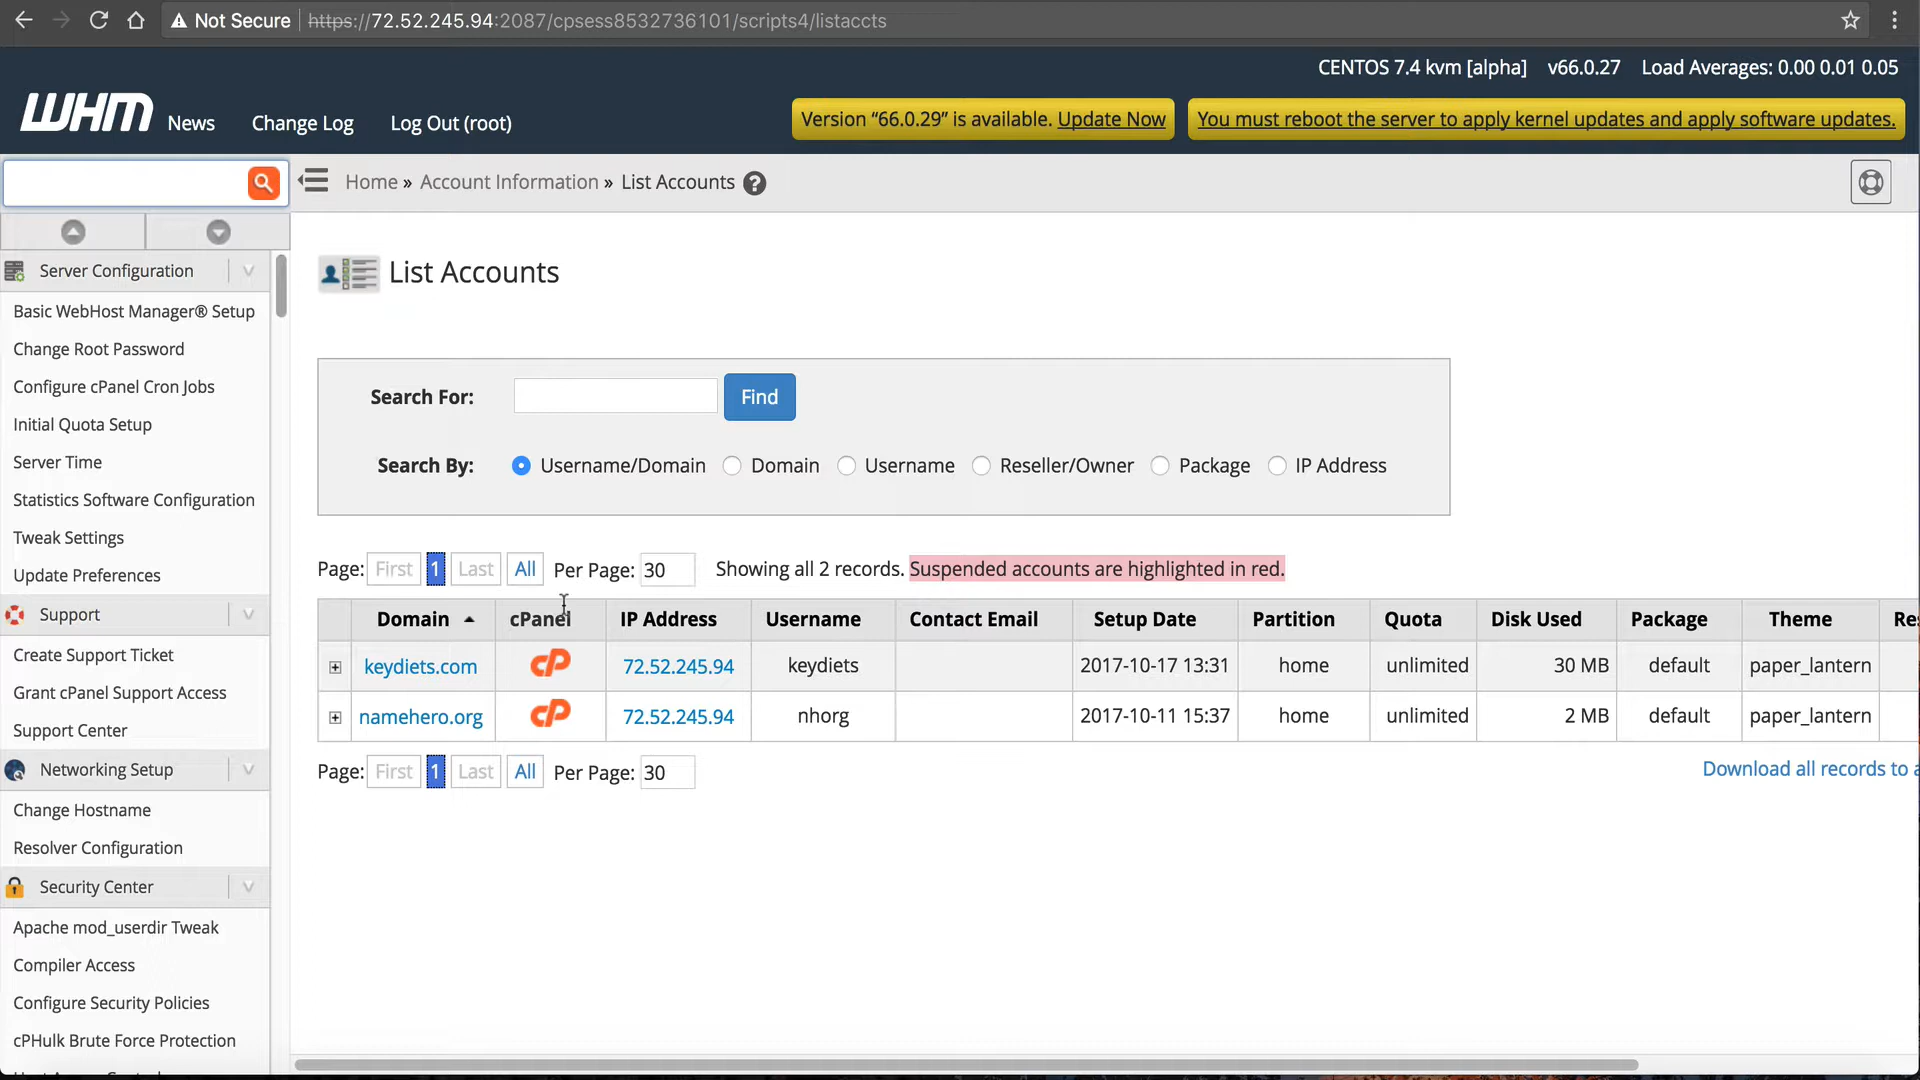 Not Secure https://72.52.245.94:2087/cpsess8532736101/scripts4/listaccts
CENTOS 7.4 kvm [alpha] v66.0.27 Load Averages: 0.00 0.01 0.05
WHM News Change Log Log Out (root) Version “66.0.29” is available. Update Now You must reboot the server to apply kernel updates and apply software updates.
Home » Account Information » List Accounts ?
Server Configuration
Basic WebHost Manager® Setup
Change Root Password
Configure cPanel Cron Jobs
Initial Quota Setup
Server Time
Statistics Software Configuration
Tweak Settings
Update Preferences
Support
Create Support Ticket
Grant cPanel Support Access
Support Center
Networking Setup
Change Hostname
Resolver Configuration
Security Center
Apache mod_userdir Tweak
Compiler Access
Configure Security Policies
cPHulk Brute Force Protection
List Accounts
Search For: Find
Search By: Username/Domain Domain Username Reseller/Owner Package IP Address
Page: First 1 Last All Per Page: 30 Showing all 2 records. Suspended accounts are highlighted in red.
Domain cPanel IP Address Username Contact Email Setup Date Partition Quota Disk Used Package Theme Res
keydiets.com cP 72.52.245.94 keydiets 2017-10-17 13:31 home unlimited 30 MB default paper_lantern
namehero.org cP 72.52.245.94 nhorg 2017-10-11 15:37 home unlimited 2 MB default paper_lantern
Page: First 1 Last All Per Page: 30
Download all records to a